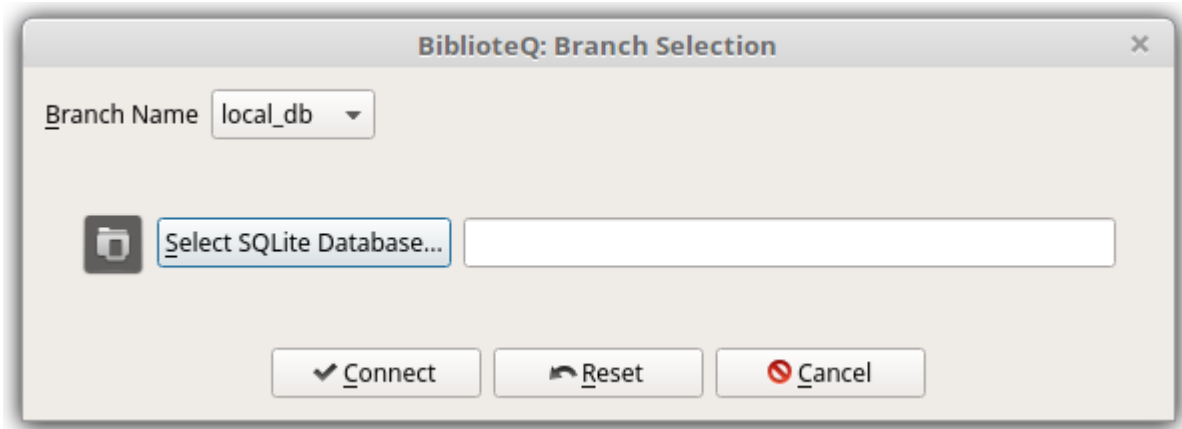 BiblioteQ: Branch Selection
Branch Name local_db
Select SQLite Database...
Connect Reset Cancel